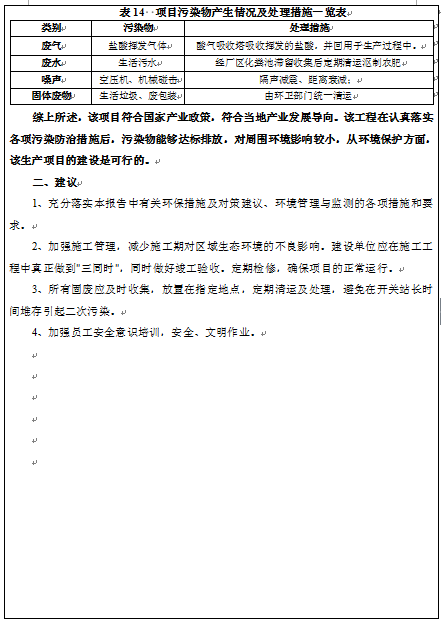 表 14  项目污染物产生情况及处理措施一览表
类别 污染物 处理措施
废气 盐酸挥发气体 酸气吸收塔吸收挥发的盐酸，并回用于生产过程中。
废水 生活污水 经厂区化粪池滞留收集后定期清运沤制农肥
噪声 空压机、机械碰击 隔声减震、距离衰减；
固体废物 生活垃圾、废包装 由环卫部门统一清运
综上所述，该项目符合国家产业政策，符合当地产业发展导向。该工程在认真落实
各项污染防治措施后，污染物能够达标排放，对周围环境影响较小，从环境保护方面，
该生产项目的建设是可行的。
二、建议
1、充分落实本报告中有关环保措施及对策建议、环境管理与监测的各项措施和要
求。
2、加强施工管理，减少施工期对区域生态环境的不良影响。建设单位应在施工工
程中真正做到"三同时"，同时做好竣工验收。定期检修，确保项目的正常运行。
3、所有固废应及时收集，放置在指定地点，定期清运及处理，避免在开关站长时
间堆存引起二次污染。
4、加强员工安全意识培训，安全、文明作业。